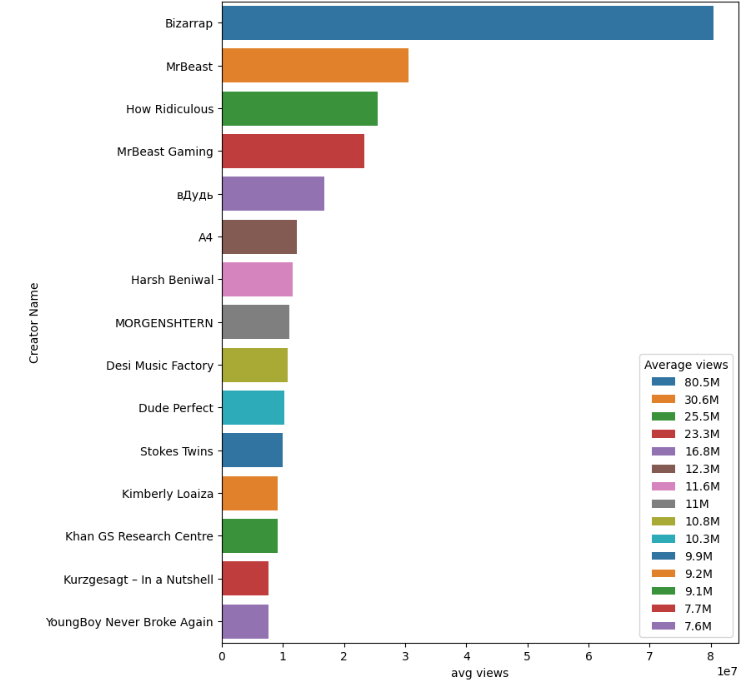 Bizarrap
MrBeast
How Ridiculous
MrBeast Gaming
вДудь
A4
Harsh Beniwal
MORGENSHTERN
Desi Music Factory
Dude Perfect
Stokes Twins
Kimberly Loaiza
Khan GS Research Centre
Kurzgesagt – In a Nutshell
YoungBoy Never Broke Again
Creator Name
Average views
80.5M
30.6M
25.5M
23.3M
16.8M
12.3M
11.6M
11M
10.8M
10.3M
9.9M
9.2M
9.1M
7.7M
7.6M
0 1 2 3 4 5 6 7 8
1e7
avg views